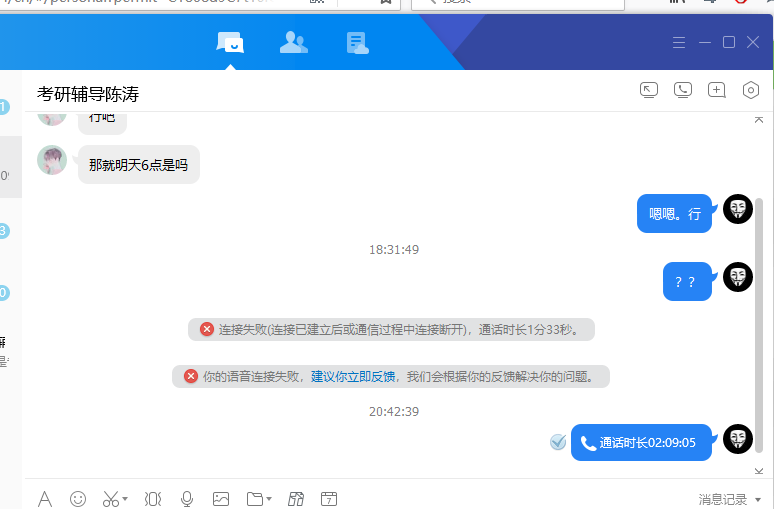 搜索
考研辅导陈涛
行吧
那就明天6点是吗
嗯嗯。行
18:31:49
？？
连接失败(连接已建立后或通信过程中连接断开)，通话时长1分33秒。
你的语音连接失败，建议你立即反馈，我们会根据你的反馈解决你的问题。
20:42:39
通话时长02:09:05
7
消息记录